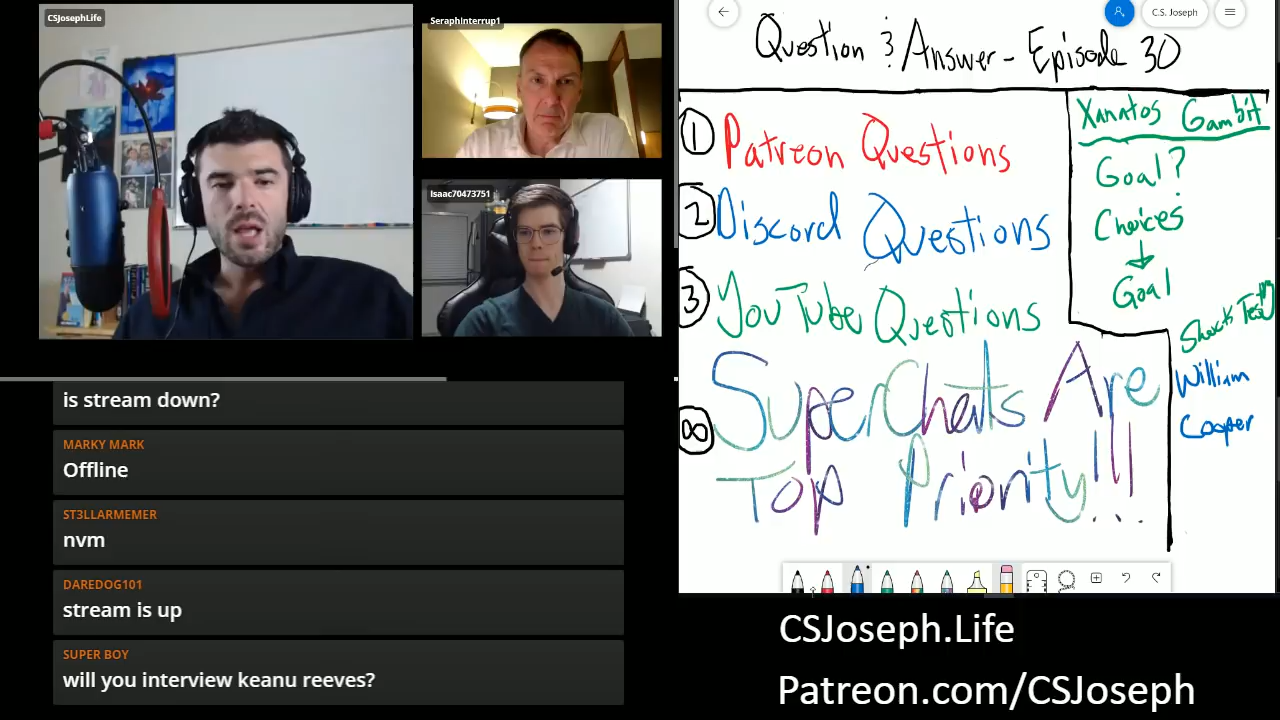 CSJosephLife
SeraphInterrup1
Isaac70473751
is stream down?
MARKY MARK
Offline
ST3LLARMEMER
nvm
DAREDOG101
stream is up
SUPER BOY
will you interview keanu reeves?
C.S. Joseph
Question & Answer - Episode 30
1 Patreon Questions
2 Discord Questions
3 YouTube Questions
∞ SuperChats Are
Top Priority!!!...
Xanatos Gambit
Goal?
Choices
Goal
William
Cooper
CSJoseph.Life
Patreon.com/CSJoseph